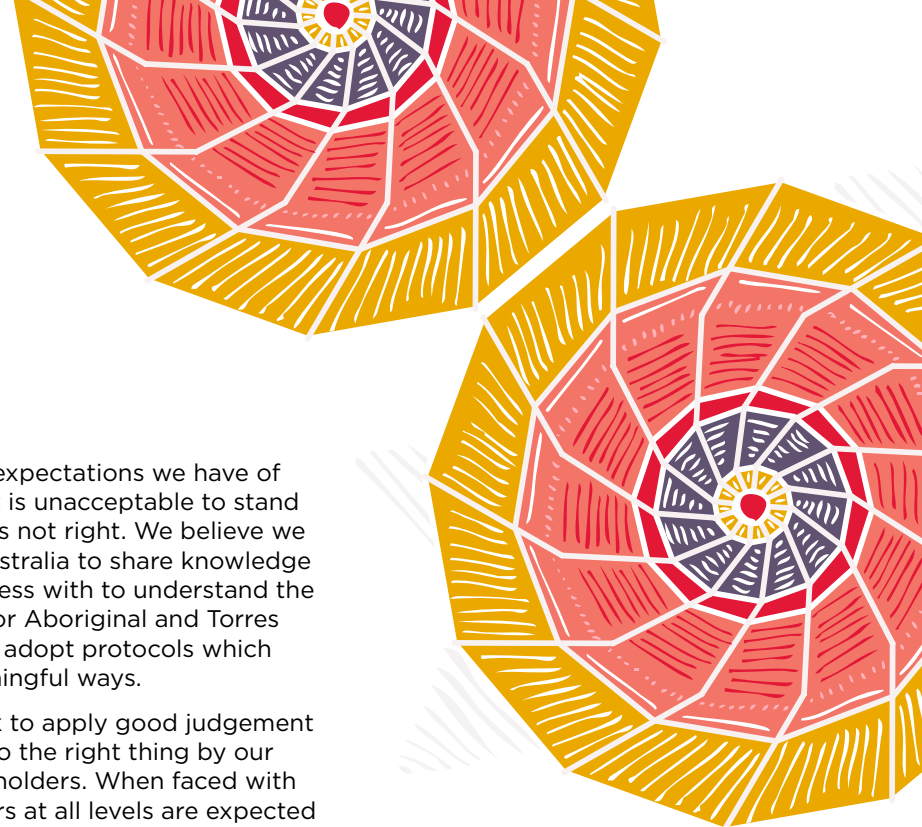 expectations we have of
is unacceptable to stand
s not right. We believe we
stralia to share knowledge
ess with to understand the
or Aboriginal and Torres
adopt protocols which
ningful ways.
to apply good judgement
o the right thing by our
holders. When faced with
rs at all levels are expected